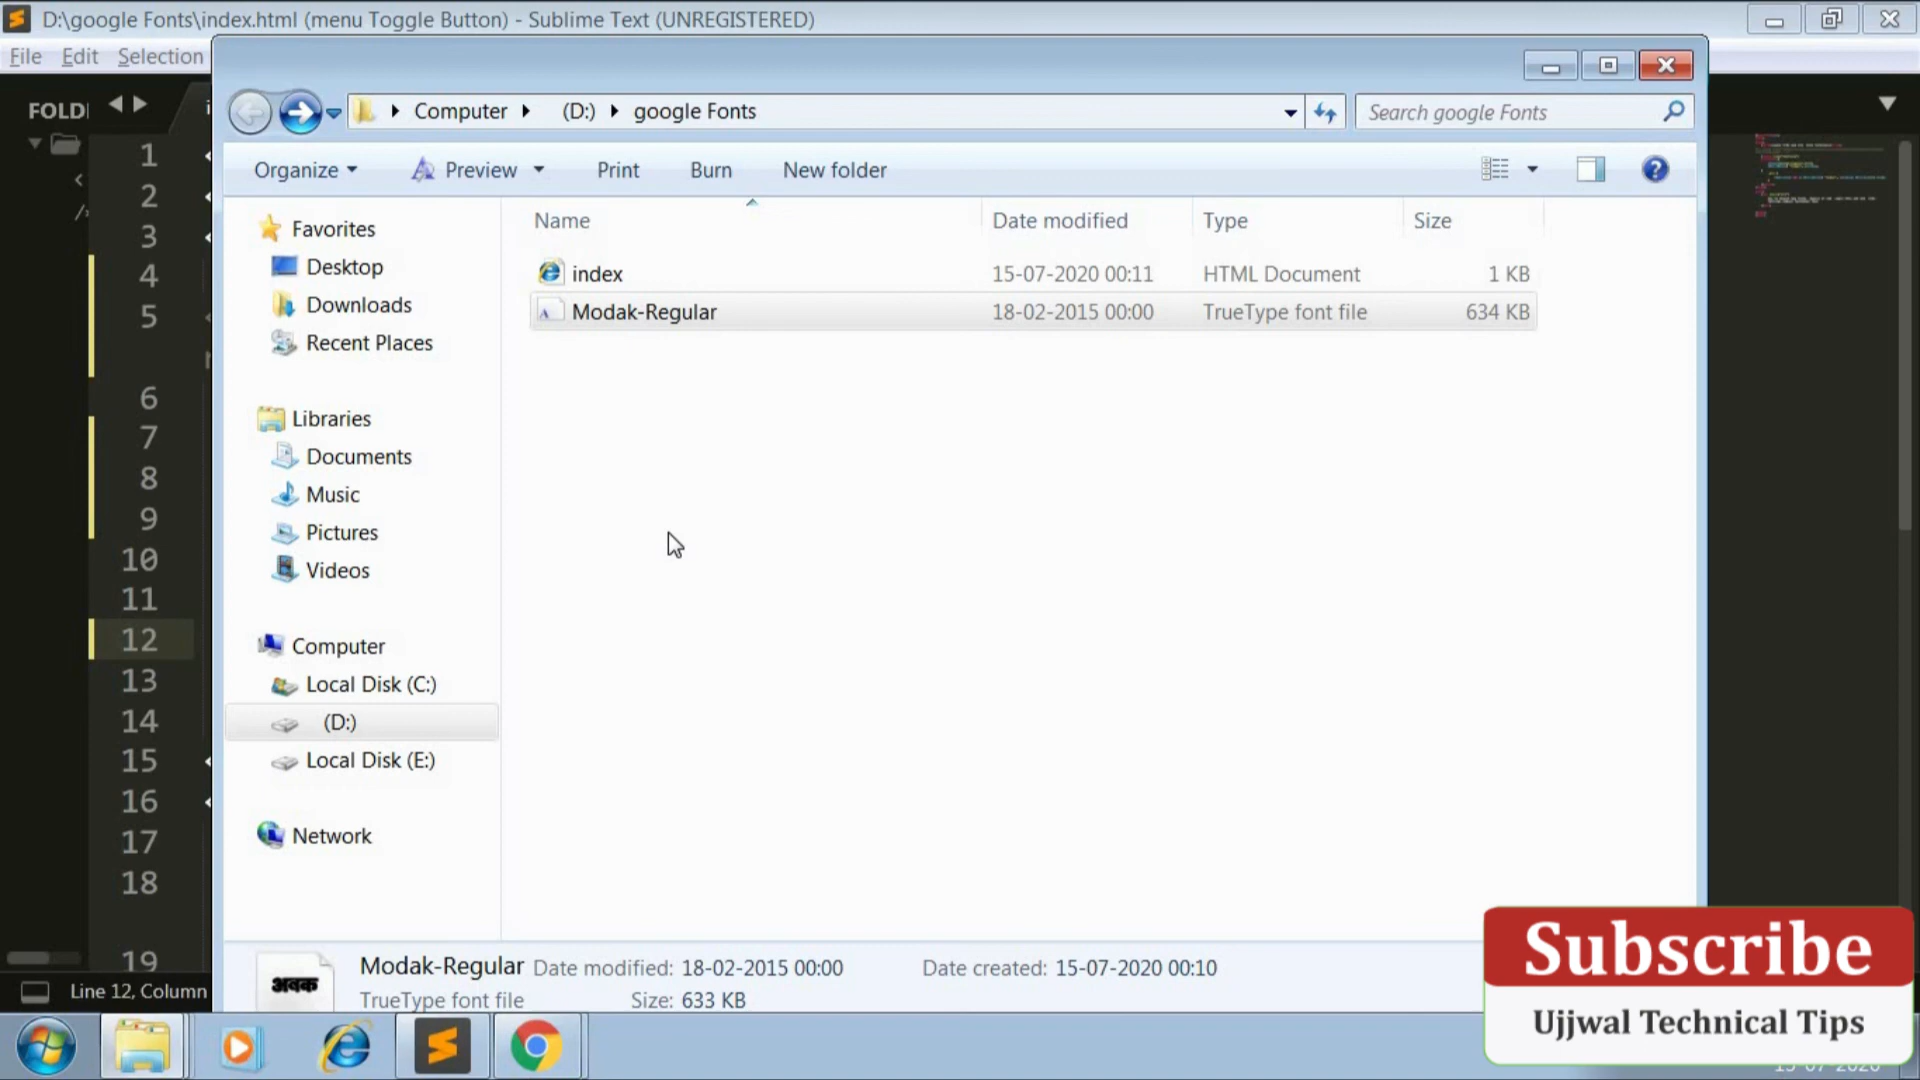 D:\google Fonts\index.html (menu Toggle Button) - Sublime Text (UNREGISTERED)
File Edit Selection
FOLD
Computer (D:) google Fonts
Search google Fonts
Organize Preview Print Burn New folder
Name Date modified Type Size
index 15-07-2020 00:11 HTML Document 1 KB
Modak-Regular 18-02-2015 00:00 TrueType font file 634 KB
Favorites
Desktop
Downloads
Recent Places
Libraries
Documents
Music
Pictures
Videos
Computer
Local Disk (C:)
(D:)
Local Disk (E:)
Network
1
2
3
4
5
6
7
8
9
10
11
12
13
14
15
16
17
18
19
Modak-Regular Date modified: 18-02-2015 00:00 Date created: 15-07-2020 00:10
TrueType font file Size: 633 KB
अबक
Line 12, Column
Subscribe
Ujjwal Technical Tips